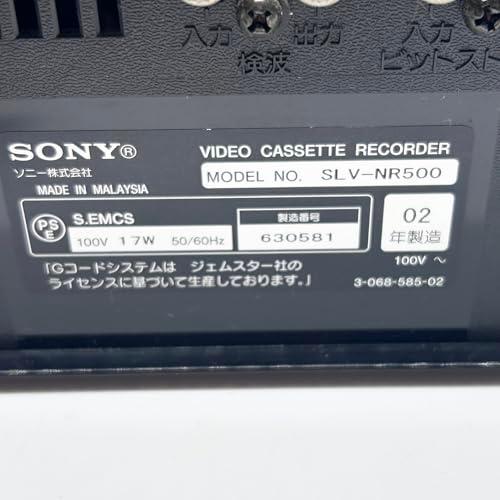 入力 出力 入力
検波 ビットスト
SONY® VIDEO CASSETTE RECORDER
ソニー株式会社 MODEL NO. SLV-NR500
MADE IN MALAYSIA
PSE S.EMCS 製造番号 02
100V 17W 50/60Hz 630581 年製造
100V ~
「Gコードシステムは ジェムスター社の
ライセンスに基づいて生産しております。」 3-068-585-02